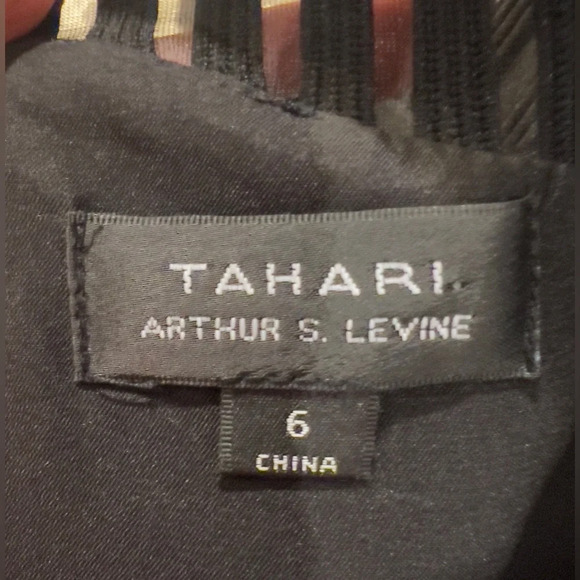 TAHARI.
ARTHUR S. LEVINE
6
CHINA